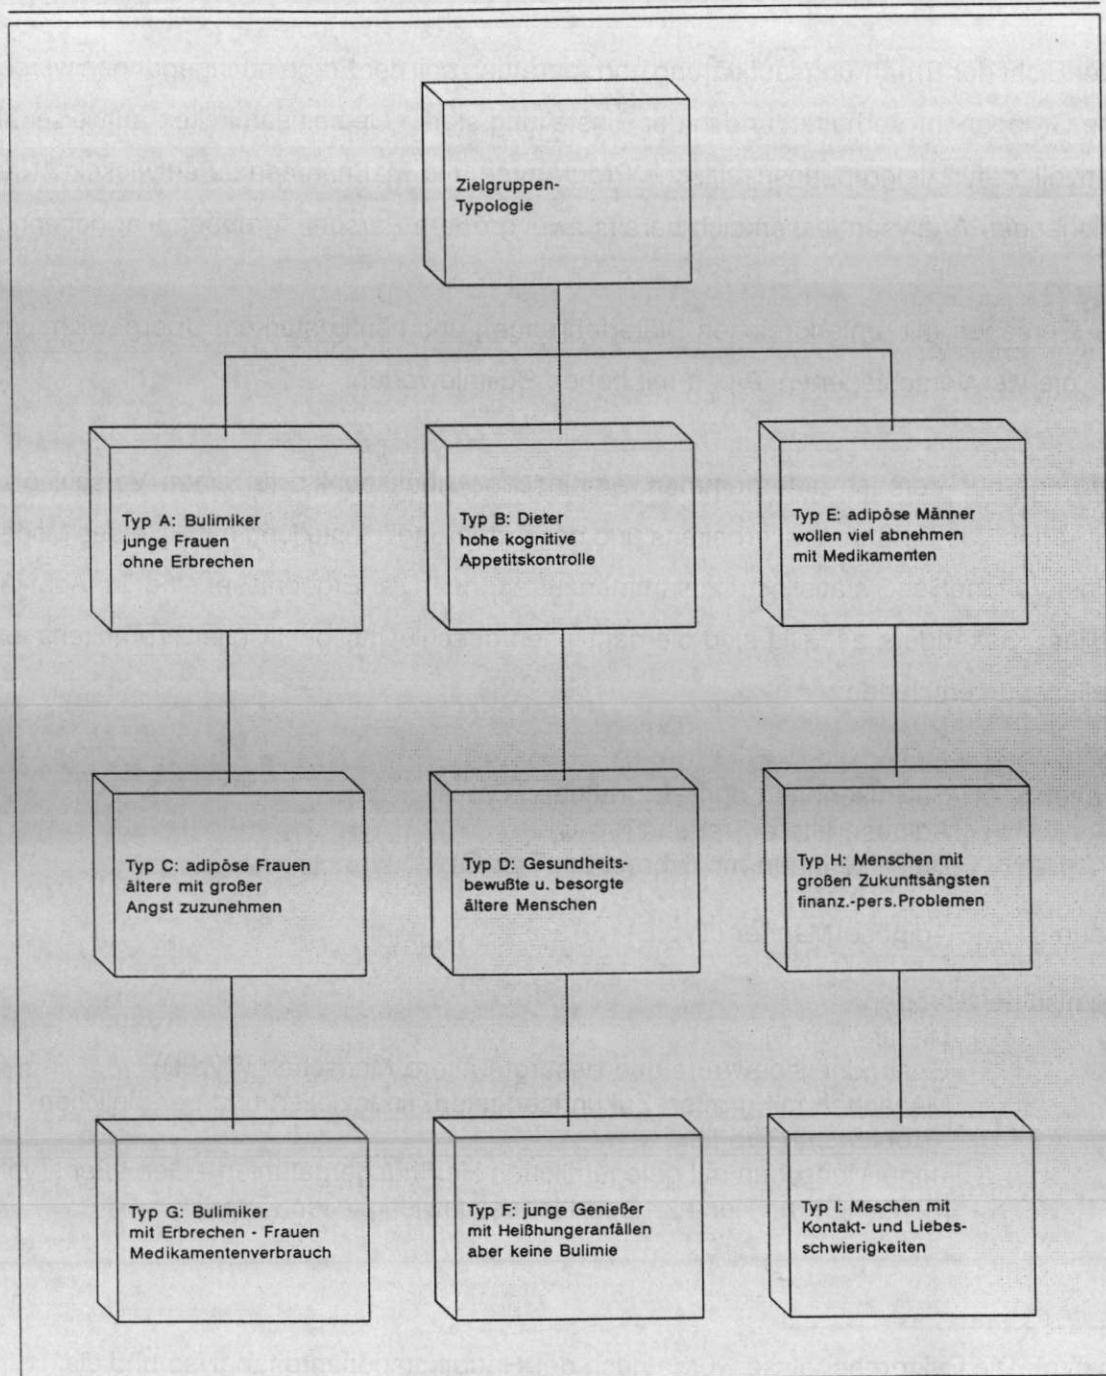 Zielgruppen-
Typologie
Typ A: Bulimiker
junge Frauen
ohne Erbrechen
Typ B: Dieter
hohe kognitive
Appetitskontrolle
Typ E: adipöse Männer
wollen viel abnehmen
mit Medikamenten
Typ C: adipöse Frauen
ältere mit großer
Angst zuzunehmen
Typ D: Gesundheits-
bewußte u. besorgte
ältere Menschen
Typ H: Menschen mit
großen Zukunftsängsten
finanz.-pers.Problemen
Typ G: Bulimiker
mit Erbrechen - Frauen
Medikamentenverbrauch
Typ F: junge Genießer
mit Heißhungeranfällen
aber keine Bulimie
Typ I: Meschen mit
Kontakt- und Liebes-
schwierigkeiten